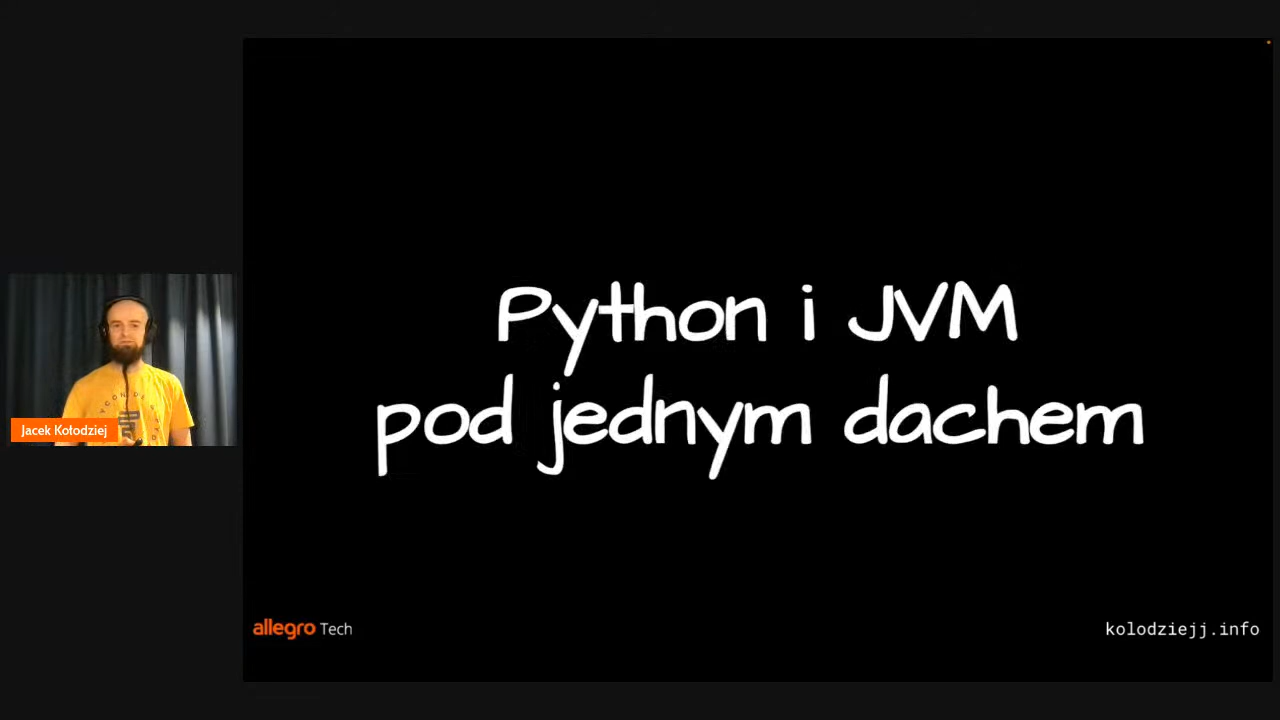 Python i JVM
pod jednym dachem
Jacek Kołodziej
allegro Tech
kolodziejj.info